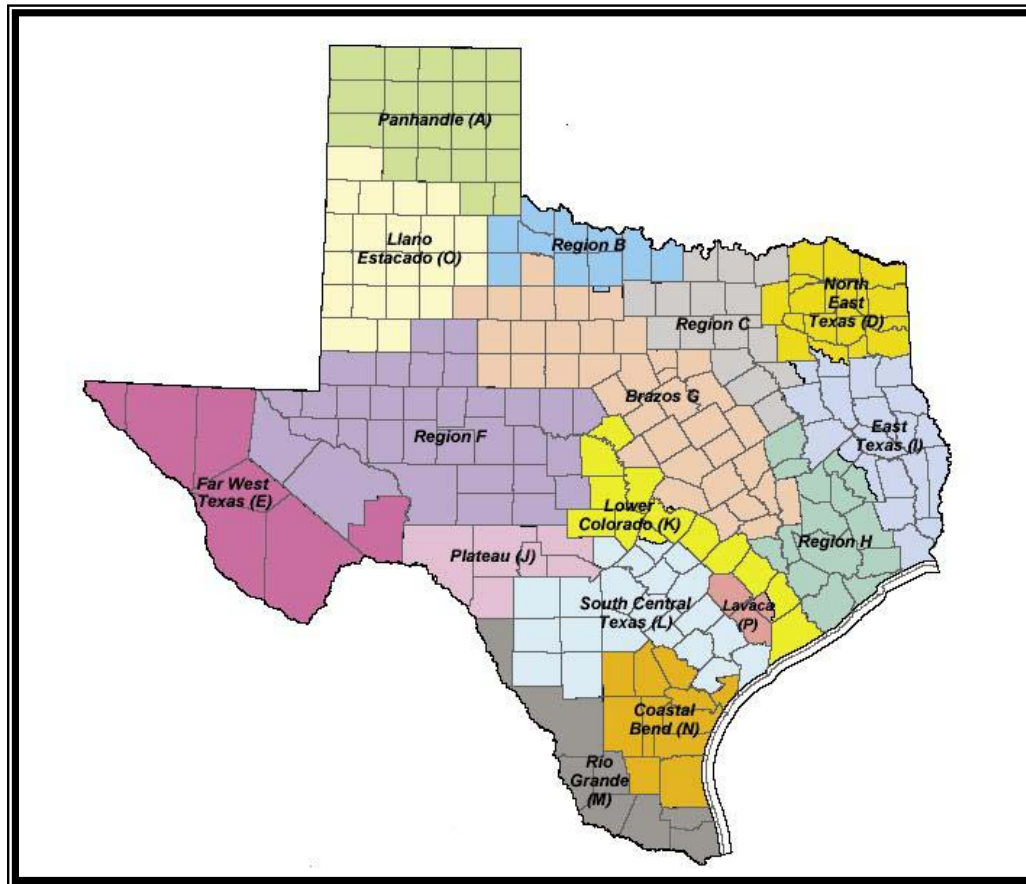 Panhandle (A)
Llano
Estacado (O)
Region B
North
East
Texas (D)
Region C
Brazos G
East
Texas (I)
Region F
Far West
Texas (E)
Lower
Colorado (K)
Region H
Plateau (J)
South Central
Texas (L)
Lavaca
(P)
Coastal
Bend (N)
Rio
Grande
(M)